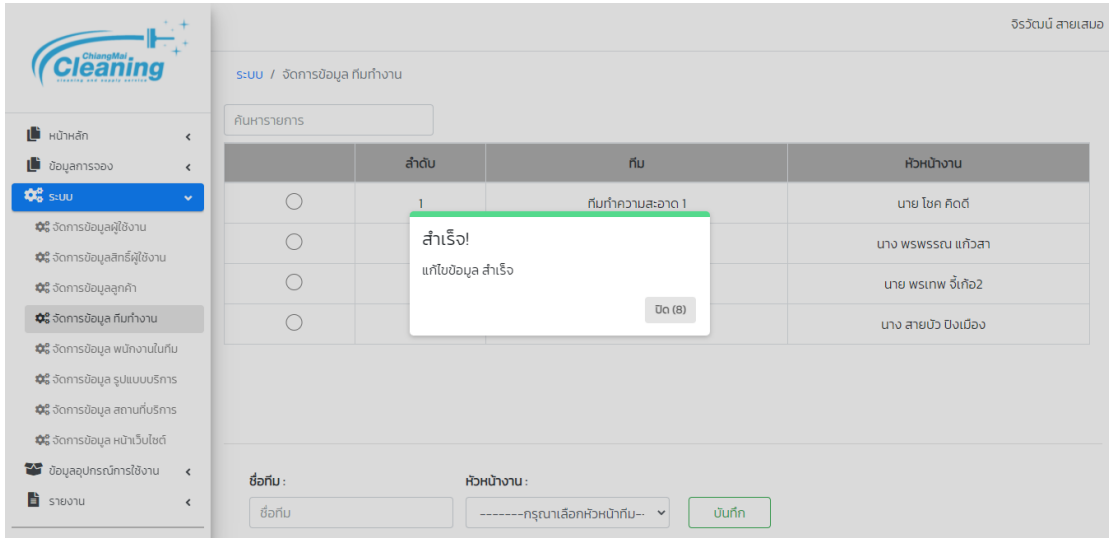 จิรวัฒน์ สายเสมอ
ChiangMai
Cleaning
cleaning and supply service
ระบบ / จัดการข้อมูล ทีมทำงาน
ค้นหารายการ
หน้าหลัก
ข้อมูลการจอง
ระบบ
จัดการข้อมูลผู้ใช้งาน
จัดการข้อมูลสิทธิ์ผู้ใช้งาน
จัดการข้อมูลลูกค้า
จัดการข้อมูล ทีมทำงาน
จัดการข้อมูล พนักงานในทีม
จัดการข้อมูล รูปแบบบริการ
จัดการข้อมูล สถานที่บริการ
จัดการข้อมูล หน้าเว็บไซต์
ข้อมูลอุปกรณ์การใช้งาน
รายงาน
ลำดับ ทีม หัวหน้างาน
1 ทีมทำความสะอาด 1 นาย โชค คิดดี
นาง พรพรรณ แก้วสา
นาย พรเทพ จี้เก้อ2
นาง สายบัว ปิงเมือง
สำเร็จ!
แก้ไขข้อมูล สำเร็จ
ปิด (8)
ชื่อทีม : หัวหน้างาน :
ชื่อทีม -------กรุณาเลือกหัวหน้าทีม-- บันทึก